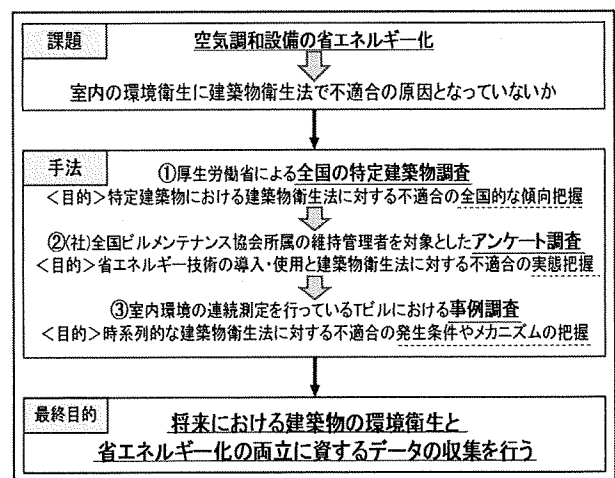 課題
空気調和設備の省エネルギー化
室内の環境衛生に建築物衛生法で不適合の原因となっていないか
手法
①厚生労働省による全国の特定建築物調査
<目的>特定建築物における建築物衛生法に対する不適合の全国的な傾向把握
②(社)全国ビルメンテナンス協会所属の維持管理者を対象としたアンケート調査
<目的>省エネルギー技術の導入・使用と建築物衛生法に対する不適合の実態把握
③室内環境の連続測定を行っているTビルにおける事例調査
<目的>時系列的な建築物衛生法に対する不適合の発生条件やメカニズムの把握
最終目的
将来における建築物の環境衛生と
省エネルギー化の両立に資するデータの収集を行う